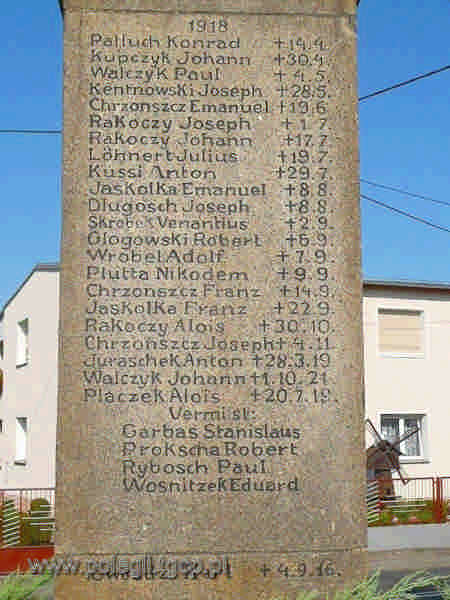 1918
Palluch Konrad +14.4.
Kupczyk Johann +30.4.
Walczyk Paul + 4.5.
Kentnowski Joseph +28.5.
Chrzonszcz Emanuel +19.6
Rakoczy Joseph + 1.7.
Rakoczy Johann +17.7.
Löhnert Julius +19.7.
Kussi Anton +29.7.
Jaskolka Emanuel +8.8.
Dlugosch Joseph +8.8.
Skrobek Venantius +2.9.
Glogowski Robert +6.9.
Wrobel Adolf +7.9.
Plutta Nikodem +9.9.
Chrzonszcz Franz +14.9.
Jaskolka Franz +22.9.
Rakoczy Alois +30.10.
Chrzonszcz Joseph +4.11.
Juraschek Anton +28.3.19.
Walczyk Johann +1.10.21.
Placzek Alois +20.7.19.
Vermißt:
Garbas Stanislaus
Prokscha Robert
Rybosch Paul
Wosnitzek Eduard
+4.9.16.
www.polegli.tgcp.pl